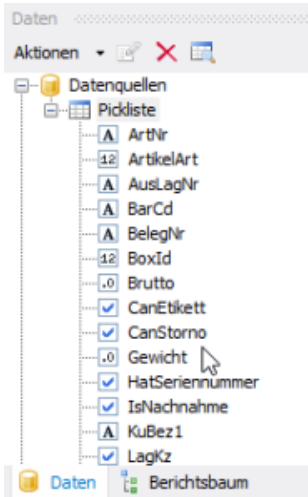 Daten
Aktionen
Datenquellen
Pickliste
A ArtNr
12 ArtikelArt
A AusLagNr
A BarCd
A BelegNr
12 BoxId
.0 Brutto
CanEtikett
CanStorno
.0 Gewicht
HatSeriennummer
IsNachnahme
A KuBez1
LagKz
Daten Berichtsbaum